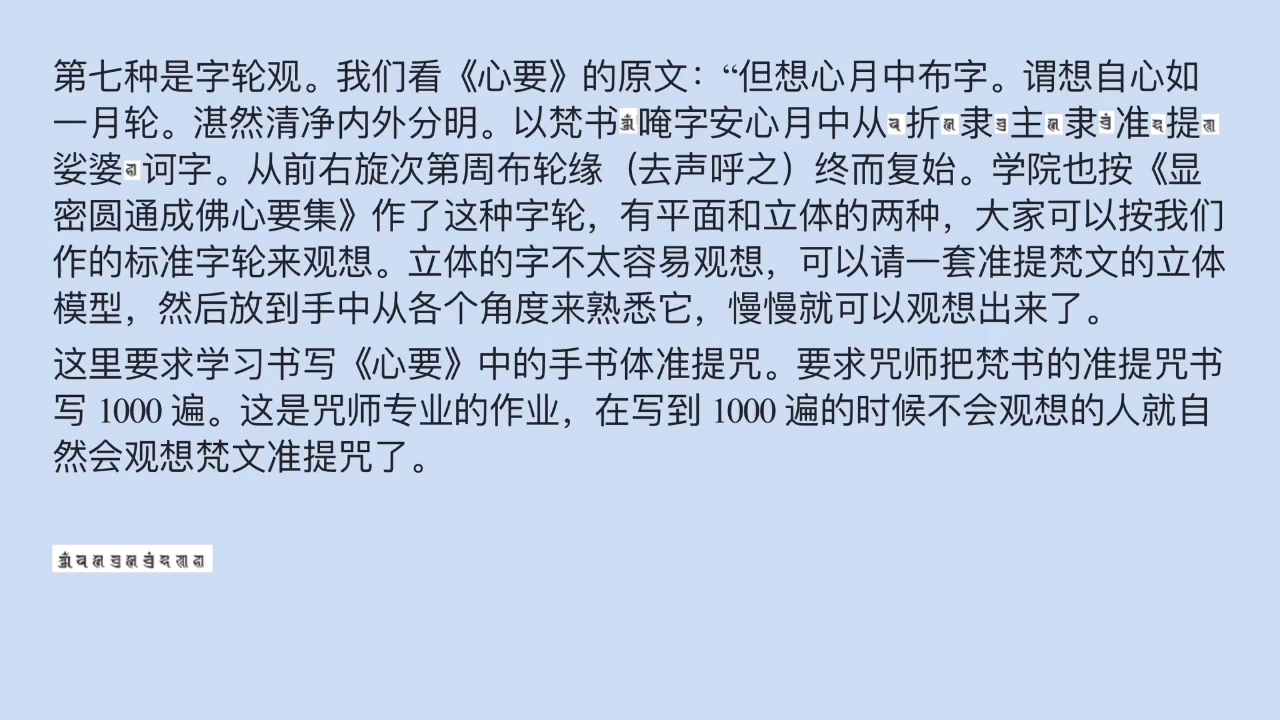 第七种是字轮观。我们看《心要》的原文：“但想心月中布字。谓想自心如
一月轮。湛然清净内外分明。以梵书唵字安心月中从折隶主隶准提
娑婆诃字。从前右旋次第周布轮缘（去声呼之）终而复始。学院也按《显
密圆通成佛心要集》作了这种字轮，有平面和立体的两种，大家可以按我们
作的标准字轮来观想。立体的字不太容易观想，可以请一套准提梵文的立体
模型，然后放到手中从各个角度来熟悉它，慢慢就可以观想出来了。
这里要求学习书写《心要》中的手书体准提咒。要求咒师把梵书的准提咒书
写 1000 遍。这是咒师专业的作业，在写到 1000 遍的时候不会观想的人就自
然会观想梵文准提咒了。